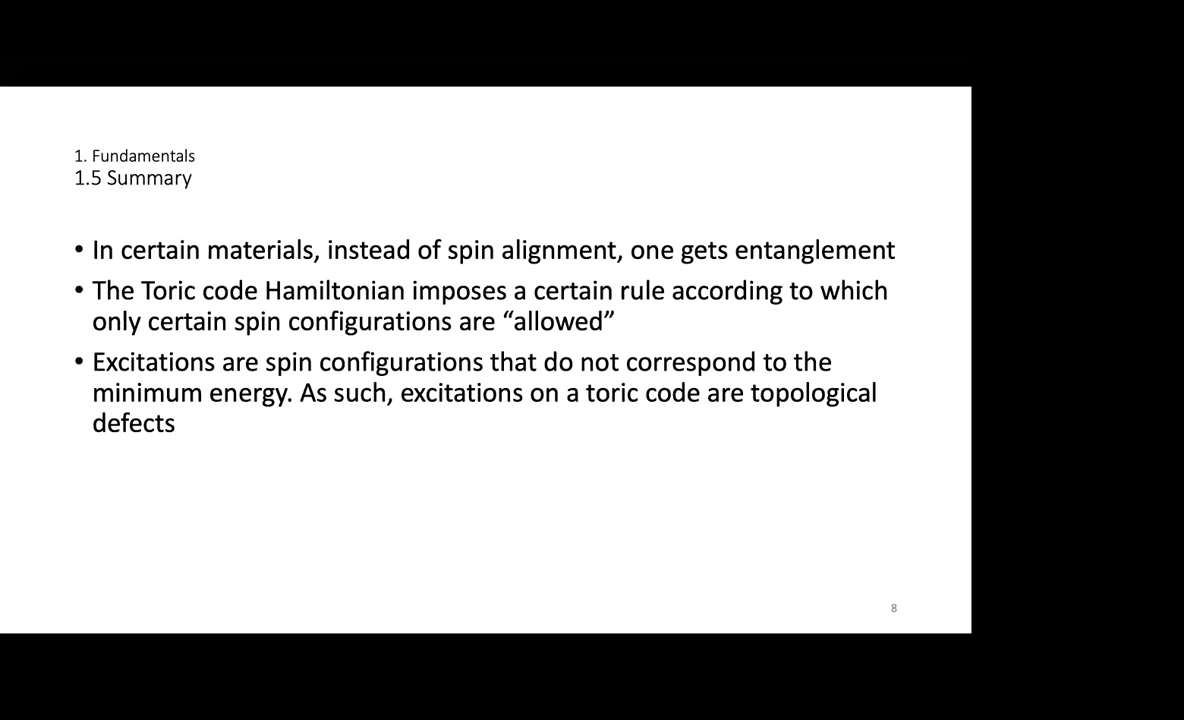 1. Fundamentals
1.5 Summary
• In certain materials, instead of spin alignment, one gets entanglement
• The Toric code Hamiltonian imposes a certain rule according to which
only certain spin configurations are “allowed”
• Excitations are spin configurations that do not correspond to the
minimum energy. As such, excitations on a toric code are topological
defects
8